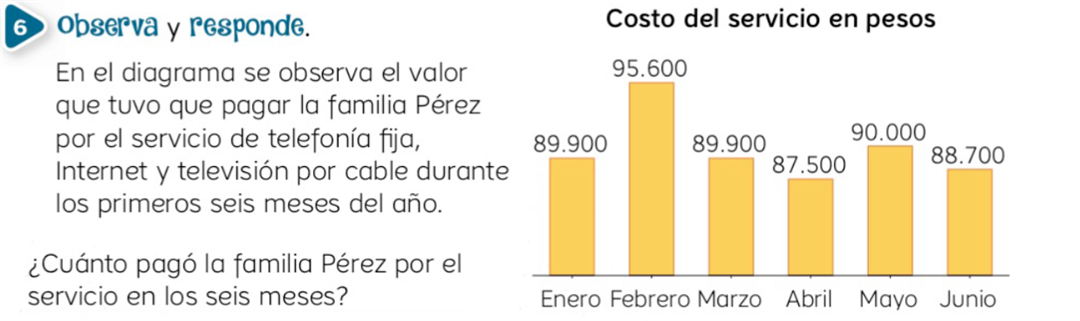 6 Observa y responde.
En el diagrama se observa el valor
que tuvo que pagar la familia Pérez
por el servicio de telefonía fija,
Internet y televisión por cable durante
los primeros seis meses del año.
¿Cuánto pagó la familia Pérez por el
servicio en los seis meses?
Costo del servicio en pesos
89.900 95.600 89.900 87.500 90.000 88.700
Enero Febrero Marzo Abril Mayo Junio